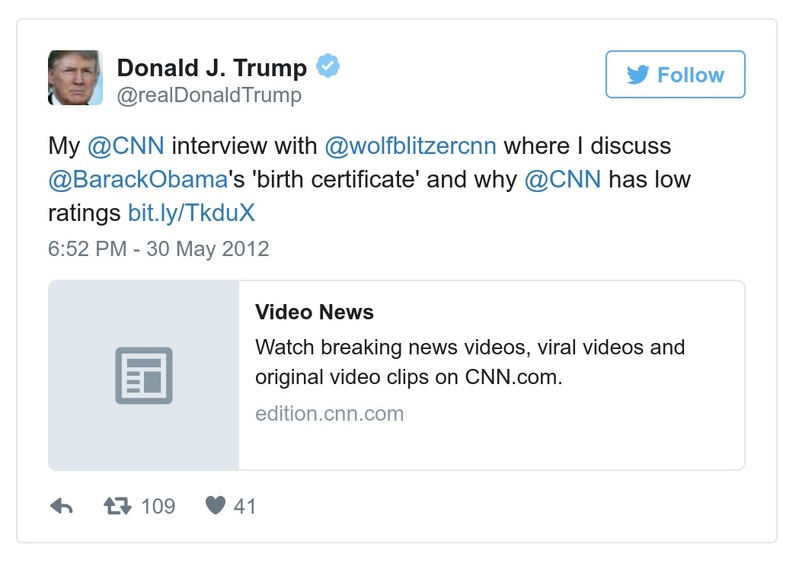 Donald J. Trump
@realDonaldTrump
Follow
My @CNN interview with @wolfblitzercnn where I discuss
@BarackObama's 'birth certificate' and why @CNN has low
ratings bit.ly/TkduX
6:52 PM - 30 May 2012
Video News
Watch breaking news videos, viral videos and
original video clips on CNN.com.
edition.cnn.com
109 41